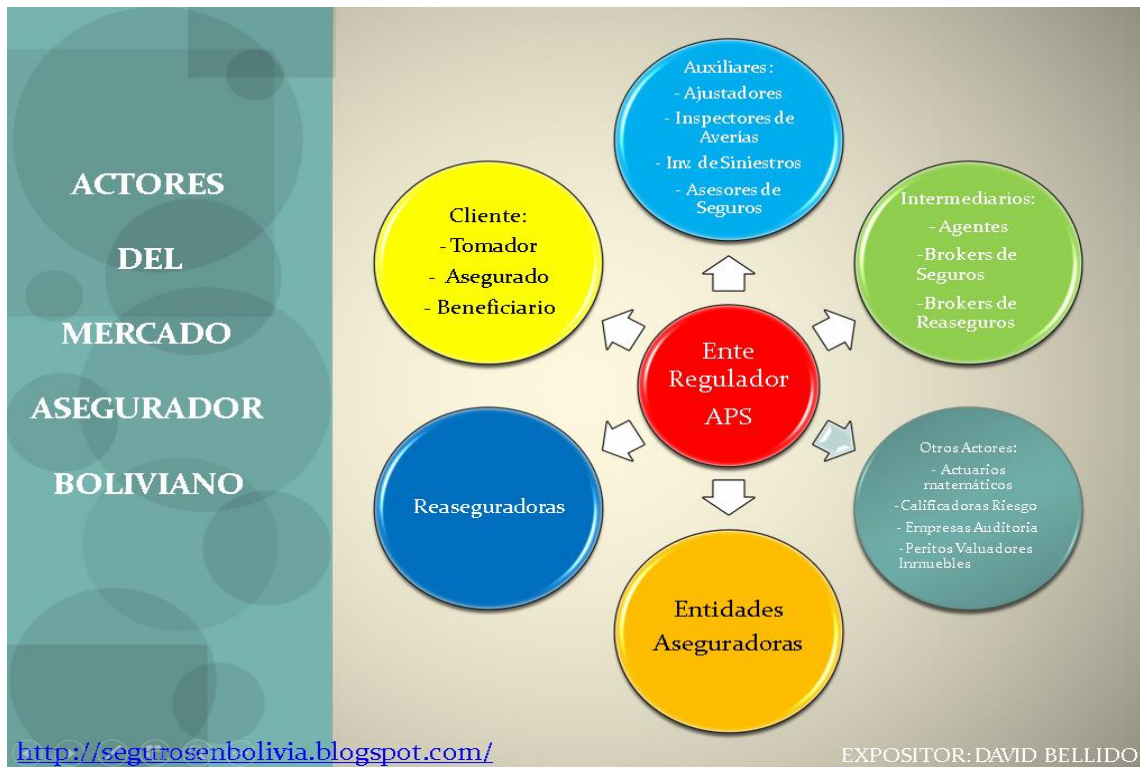 ACTORES
DEL
MERCADO
ASEGURADOR
BOLIVIANO
Auxiliares:
- Ajustadores
- Inspectores de
Averías
- Inv. de Siniestros
- Asesores de
Seguros
Cliente:
- Tomador
- Asegurado
- Beneficiario
Intermediarios:
- Agentes
-Brokers de
Seguros
-Brokers de
Reaseguros
Ente
Regulador
APS
Reaseguradoras
Otros Actores:
- Actuarios
matemáticos
-Calificadoras Riesgo
- Empresas Auditoria
-Peritos Valuadores
Inmuebles
Entidades
Aseguradoras
http://segurosenbolivia.blogspot.com/
EXPOSITOR: DAVID BELLIDO